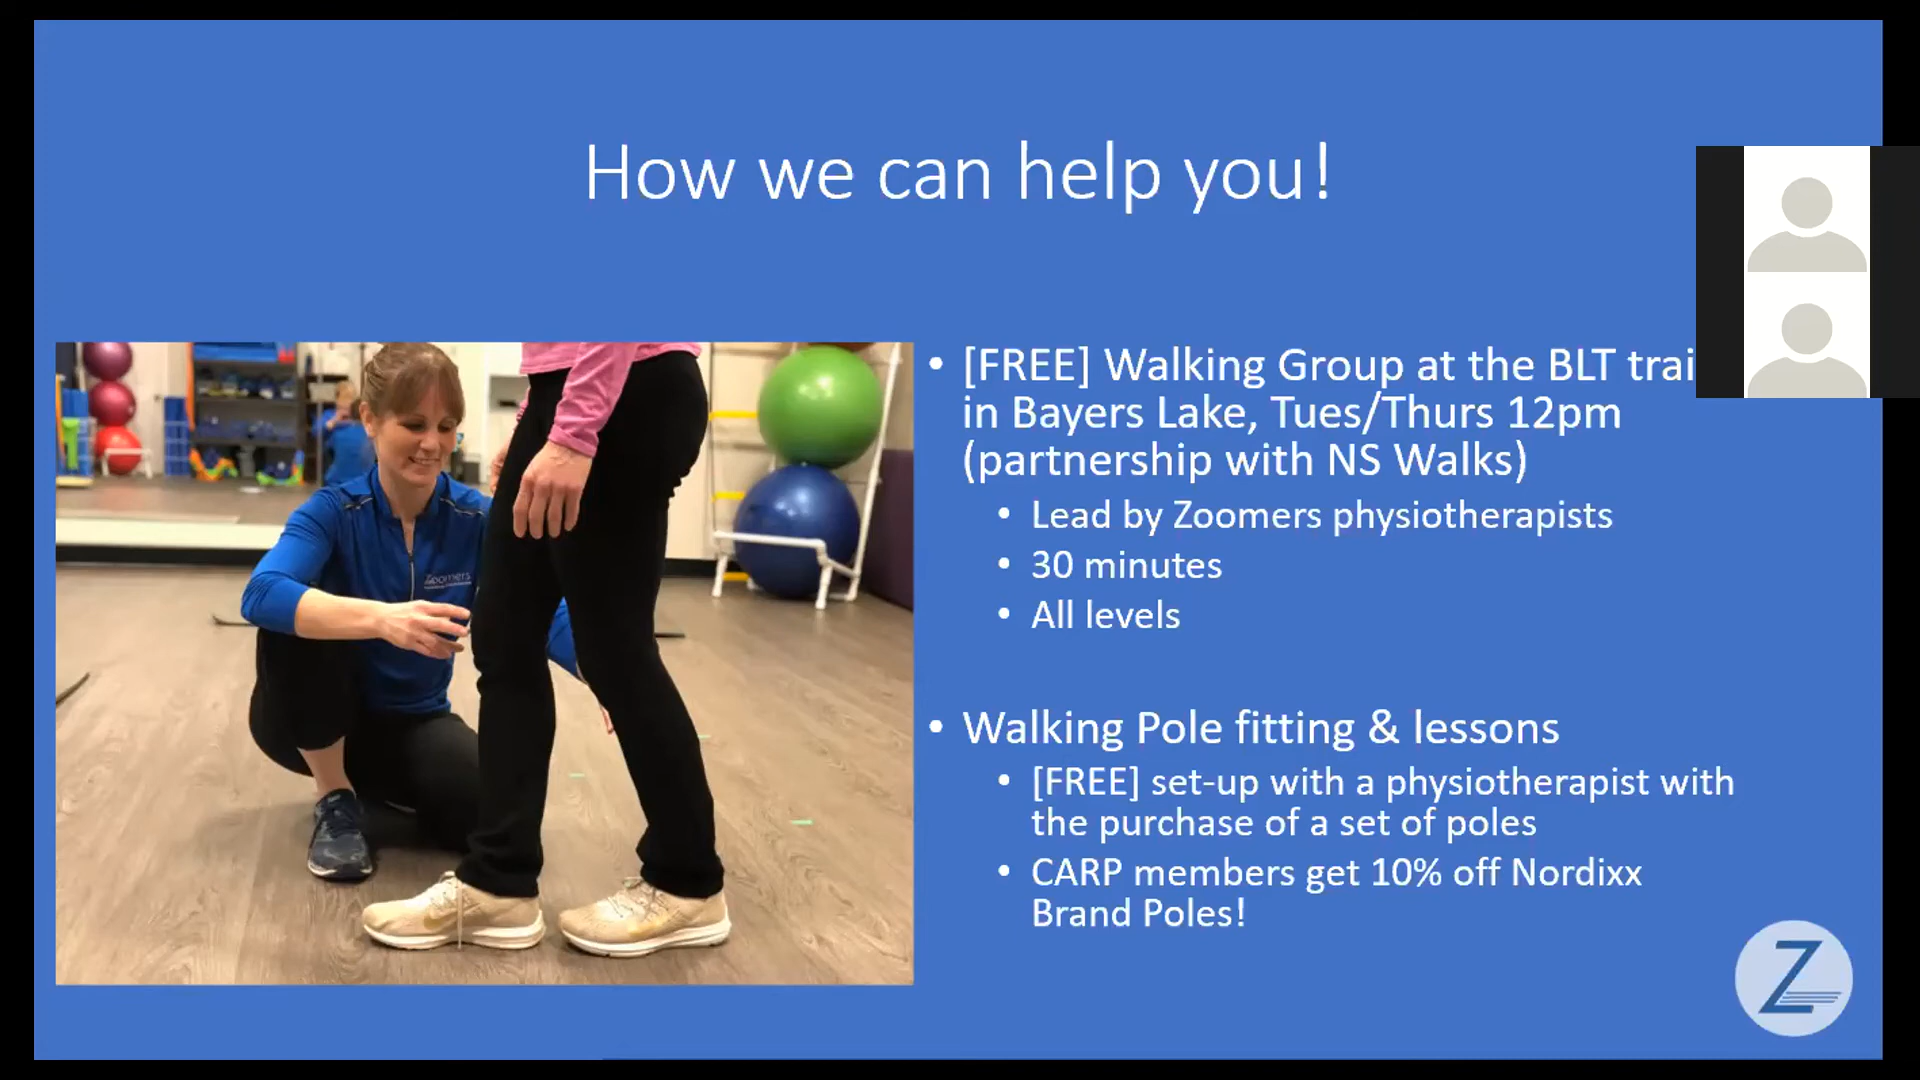 How we can help you!
• [FREE] Walking Group at the BLT trai
in Bayers Lake, Tues/Thurs 12pm
(partnership with NS Walks)
• Lead by Zoomers physiotherapists
• 30 minutes
• All levels
• Walking Pole fitting & lessons
• [FREE] set-up with a physiotherapist with
the purchase of a set of poles
• CARP members get 10% off Nordixx
Brand Poles!
Zoomers
Z